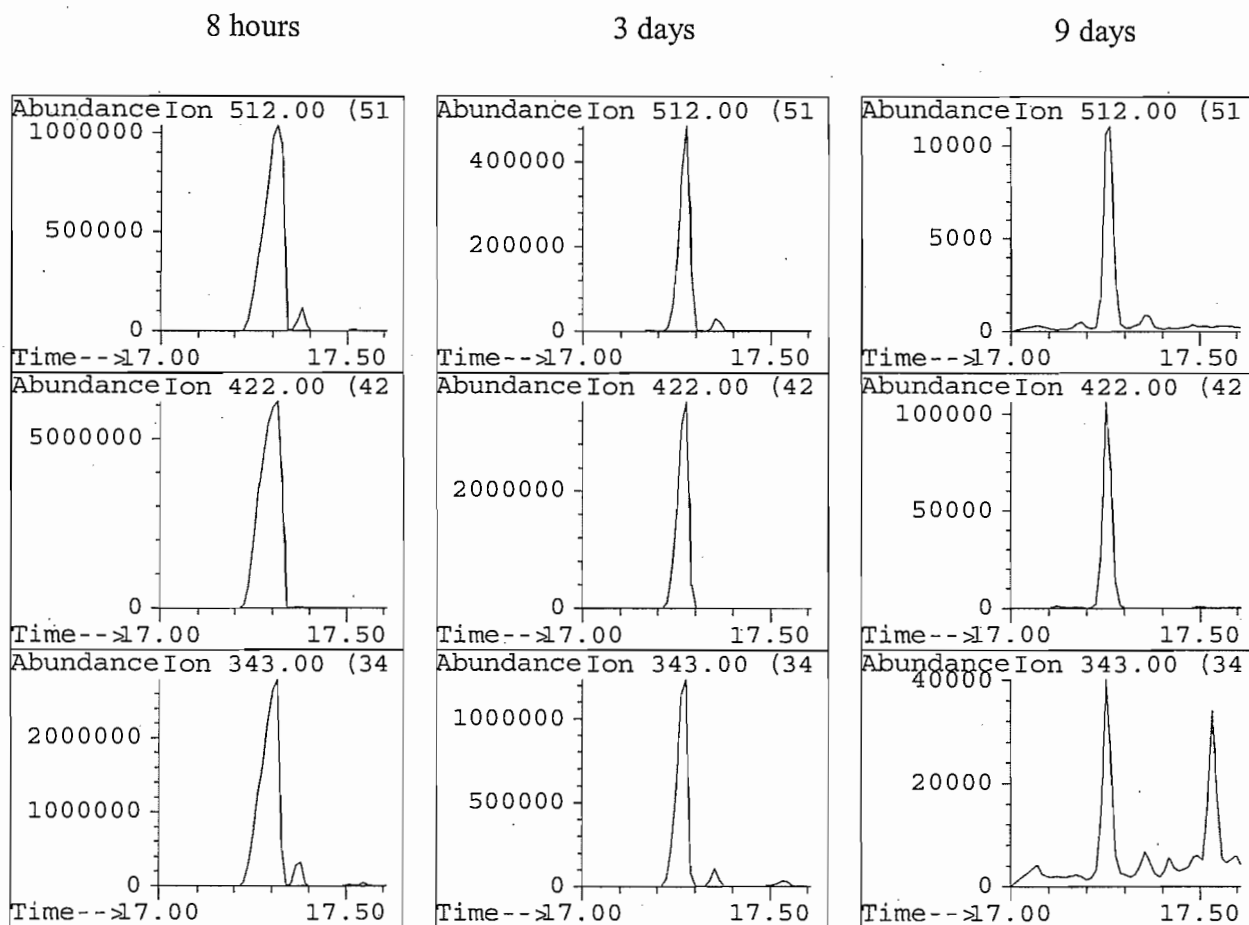 8 hours
3 days
9 days
Abundance Ion 512.00 (51
1000000
500000
0
Time-->17.00 17.50
Abundance Ion 512.00 (51
400000
200000
0
Time-->17.00 17.50
Abundance Ion 512.00 (51
10000
5000
0
Time-->17.00 17.50
Abundance Ion 422.00 (42
5000000
0
Time-->17.00 17.50
Abundance Ion 422.00 (42
2000000
0
Time-->17.00 17.50
Abundance Ion 422.00 (42
100000
50000
0
Time-->17.00 17.50
Abundance Ion 343.00 (34
2000000
1000000
0
Time-->17.00 17.50
Abundance Ion 343.00 (34
1000000
500000
0
Time-->17.00 17.50
Abundance Ion 343.00 (34
40000
20000
0
Time-->17.00 17.50